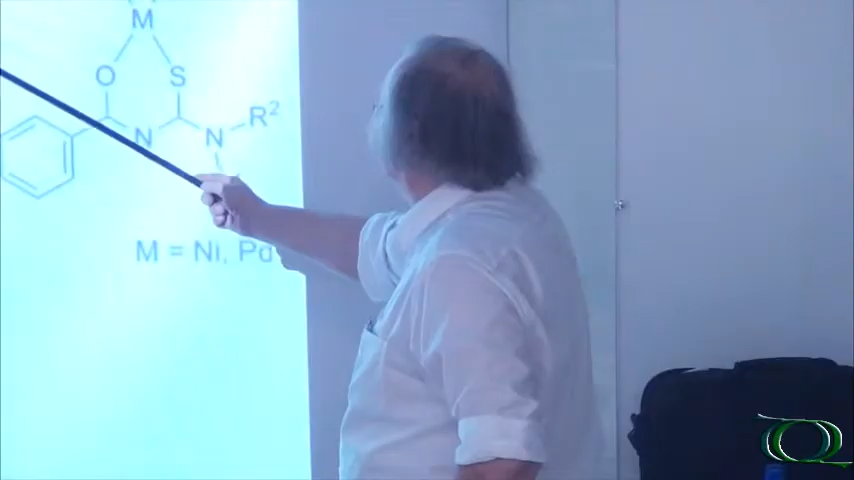 M
O S
N N R²
M = Ni, Pd
Q